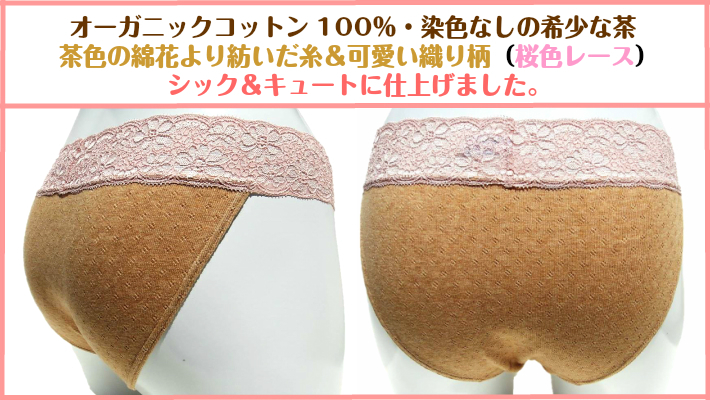 オーガニックコットン100%・染色なしの希少な茶
茶色の綿花より紡いだ糸&可愛い織り柄（桜色レース）
シック&キュートに仕上げました。